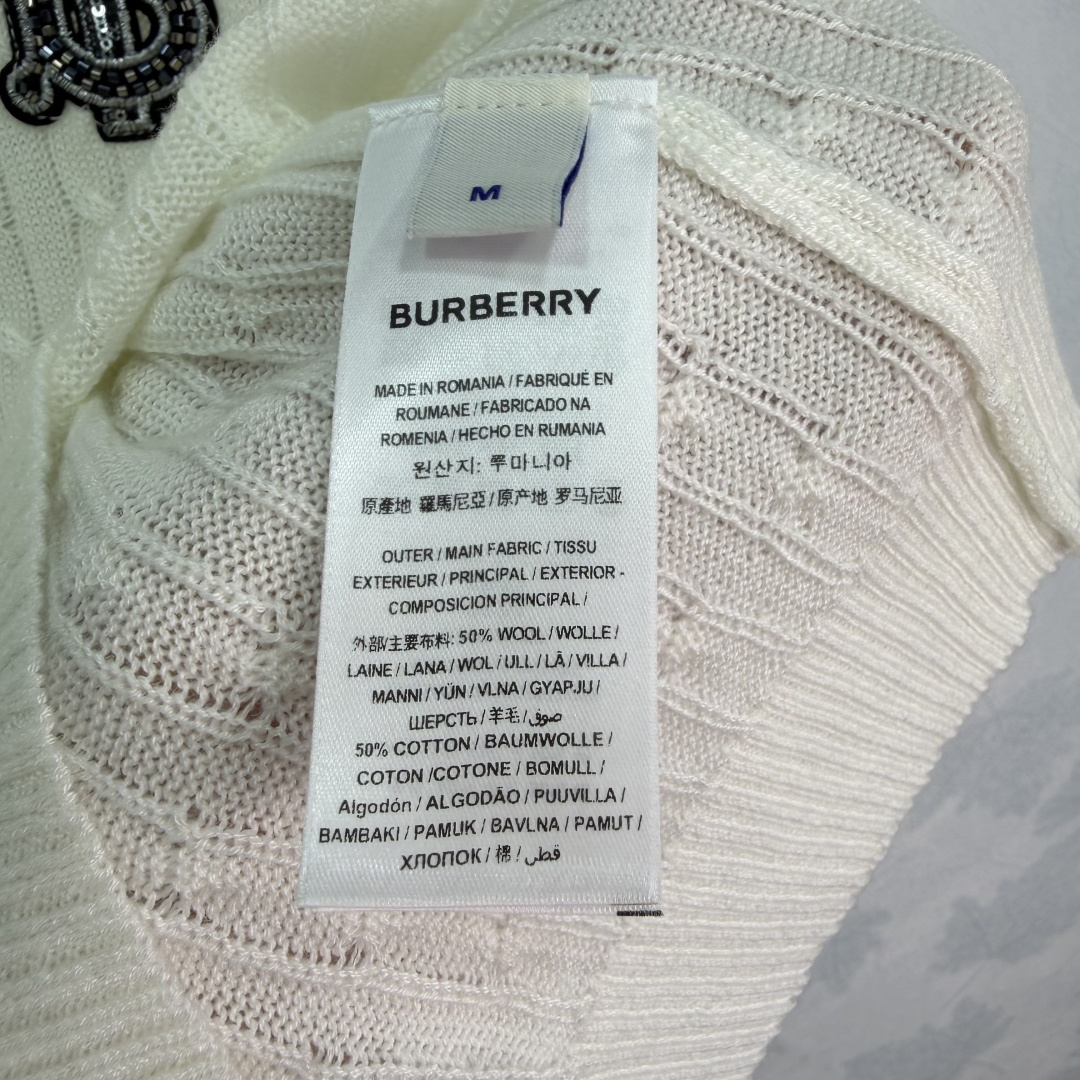 M
BURBERRY
MADE IN ROMANIA / FABRIQUÉ EN
ROUMANE / FABRICADO NA
ROMENIA / HECHO EN RUMANIA
원산지: 루마니아
原產地 羅馬尼亞 / 原产地 罗马尼亚
OUTER / MAIN FABRIC / TISSU
EXTERIEUR / PRINCIPAL / EXTERIOR -
COMPOSICION PRINCIPAL /
外部/主要布料: 50% WOOL / WOLLE /
LAINE / LANA / WOL / ULL / LÃ / VILLA /
MANNI / YÜN / VLNA / GYAPJU /
ШЕРСТЬ / 羊毛 / صوف
50% COTTON / BAUMWOLLE /
COTON /COTONE / BOMULL /
Algodón / ALGODÃO / PUUVILLA /
BAMBAKI / PAMUK / BAVLNA / PAMUT /
ХЛОПОК / 棉 / قطن